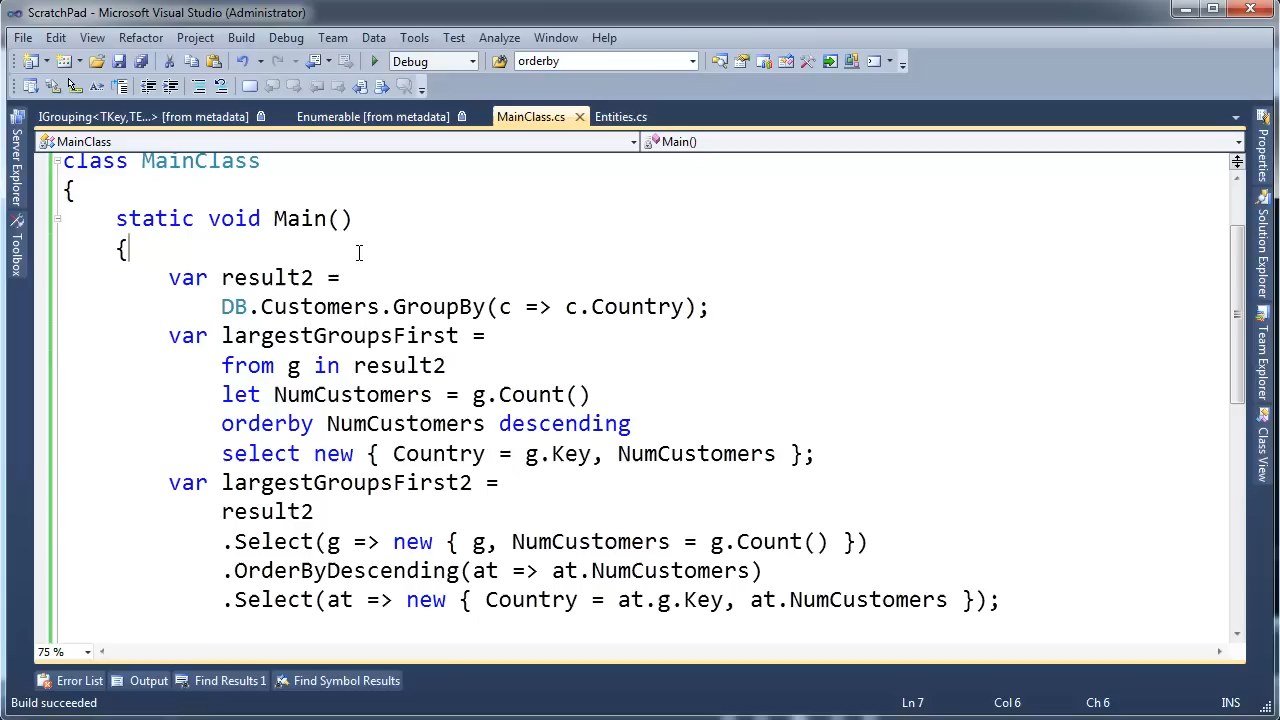 ScratchPad - Microsoft Visual Studio (Administrator)
File Edit View Refactor Project Build Debug Team Data Tools Test Analyze Window Help
Debug orderby
IGrouping<TKey,TE...> [from metadata] Enumerable [from metadata] MainClass.cs Entities.cs
MainClass Main()
class MainClass
{
static void Main()
{
var result2 =
DB.Customers.GroupBy(c => c.Country);
var largestGroupsFirst =
from g in result2
let NumCustomers = g.Count()
orderby NumCustomers descending
select new { Country = g.Key, NumCustomers };
var largestGroupsFirst2 =
result2
.Select(g => new { g, NumCustomers = g.Count() })
.OrderByDescending(at => at.NumCustomers)
.Select(at => new { Country = at.g.Key, at.NumCustomers });
75 %
Server Explorer
Toolbox
Properties
Solution Explorer
Team Explorer
Class View
Error List Output Find Results 1 Find Symbol Results
Build succeeded Ln 7 Col 6 Ch 6 INS